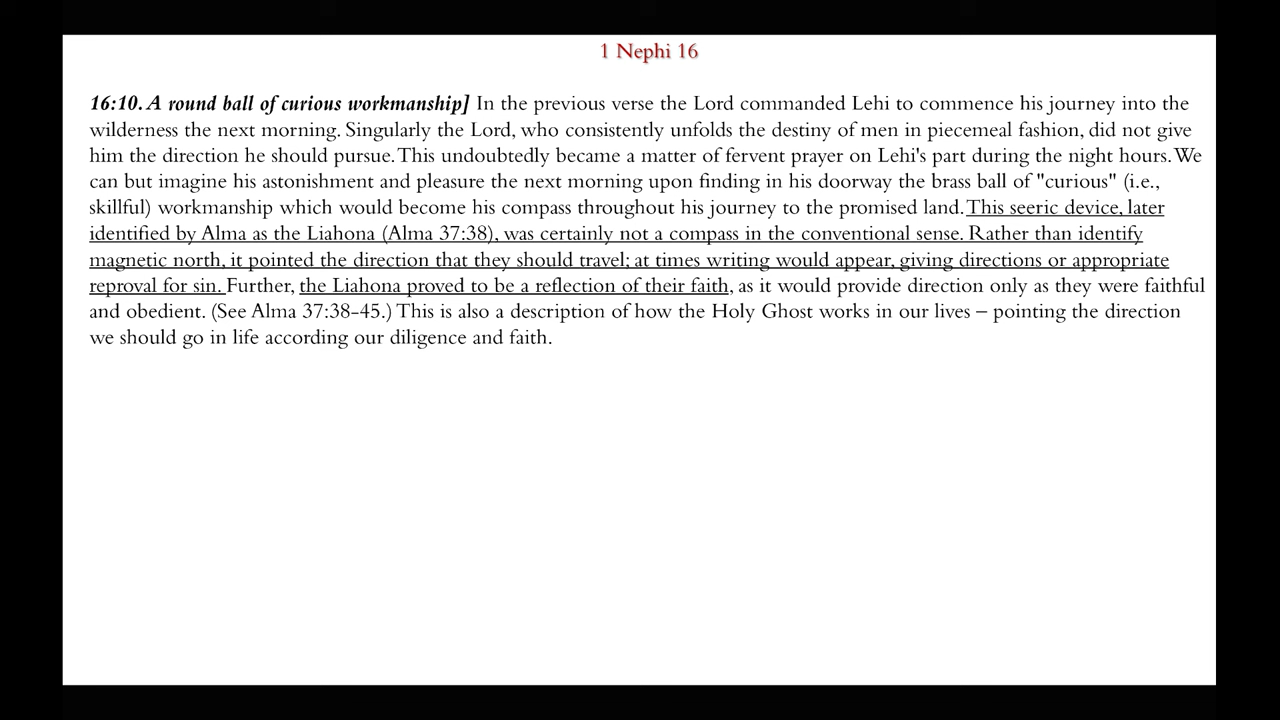 1 Nephi 16
16:10. A round ball of curious workmanship] In the previous verse the Lord commanded Lehi to commence his journey into the
wilderness the next morning. Singularly the Lord, who consistently unfolds the destiny of men in piecemeal fashion, did not give
him the direction he should pursue. This undoubtedly became a matter of fervent prayer on Lehi's part during the night hours. We
can but imagine his astonishment and pleasure the next morning upon finding in his doorway the brass ball of "curious" (i.e.,
skillful) workmanship which would become his compass throughout his journey to the promised land. This seeric device, later
identified by Alma as the Liahona (Alma 37:38), was certainly not a compass in the conventional sense. Rather than identify
magnetic north, it pointed the direction that they should travel; at times writing would appear, giving directions or appropriate
reproval for sin. Further, the Liahona proved to be a reflection of their faith, as it would provide direction only as they were faithful
and obedient. (See Alma 37:38-45.) This is also a description of how the Holy Ghost works in our lives – pointing the direction
we should go in life according our diligence and faith.